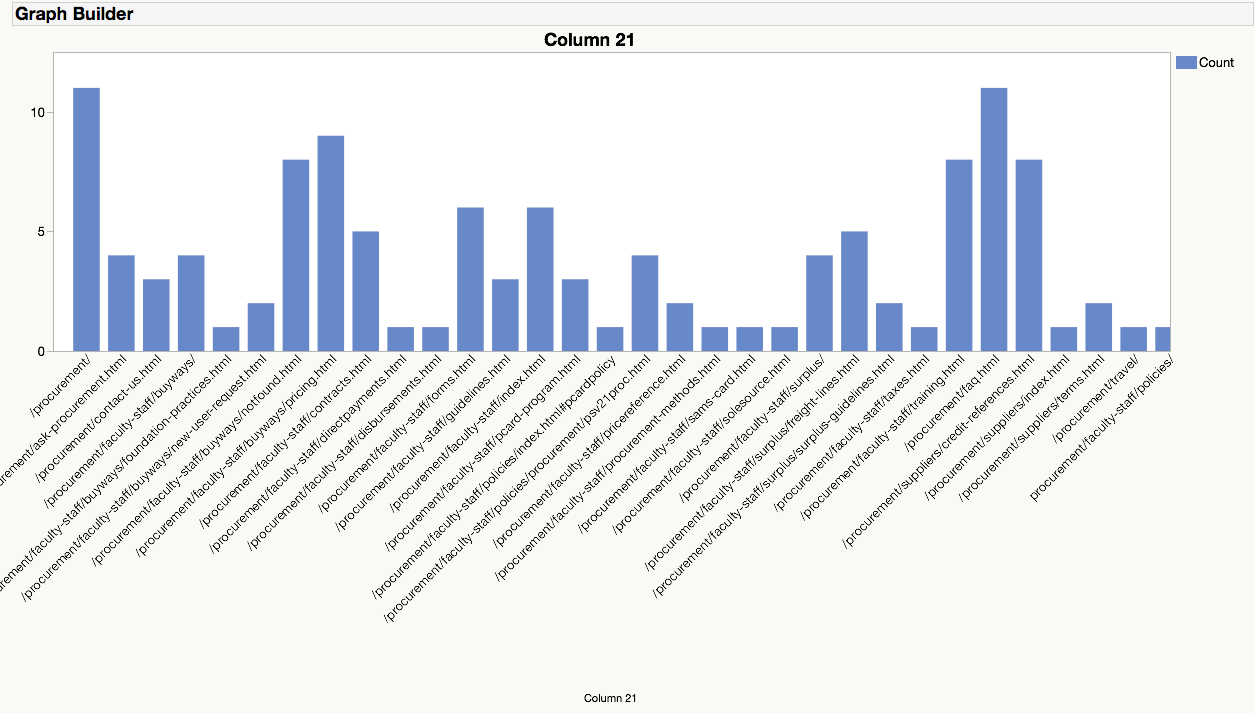 Graph Builder
Column 21
Count
10
5
0
/procurement/
urement/ask-procurement.html
/procurement/contact-us.html
/procurement/faculty-staff/buyways/
urement/faculty-staff/buyways/foundation-practices.html
/procurement/faculty-staff/buyways/new-user-request.html
/procurement/faculty-staff/buyways/notfound.html
/procurement/faculty-staff/buyways/pricing.html
/procurement/faculty-staff/contracts.html
/procurement/faculty-staff/directpayments.html
/procurement/faculty-staff/disbursements.html
/procurement/faculty-staff/forms.html
/procurement/faculty-staff/guidelines.html
/procurement/faculty-staff/index.html
/procurement/faculty-staff/pcard-program.html
/procurement/faculty-staff/policies/index.html#pcardpolicy
/procurement/faculty-staff/policies/procurement/psv21proc.html
/procurement/faculty-staff/pricereference.html
/procurement/faculty-staff/procurement-methods.html
/procurement/faculty-staff/sams-card.html
/procurement/faculty-staff/solesource.html
/procurement/faculty-staff/surplus/
/procurement/faculty-staff/surplus/freight-lines.html
/procurement/faculty-staff/surplus/surplus-guidelines.html
/procurement/faculty-staff/taxes.html
/procurement/faculty-staff/training.html
/procurement/faq.html
/procurement/suppliers/credit-references.html
/procurement/suppliers/index.html
/procurement/suppliers/terms.html
/procurement/travel/
procurement/faculty-staff/policies/
Column 21